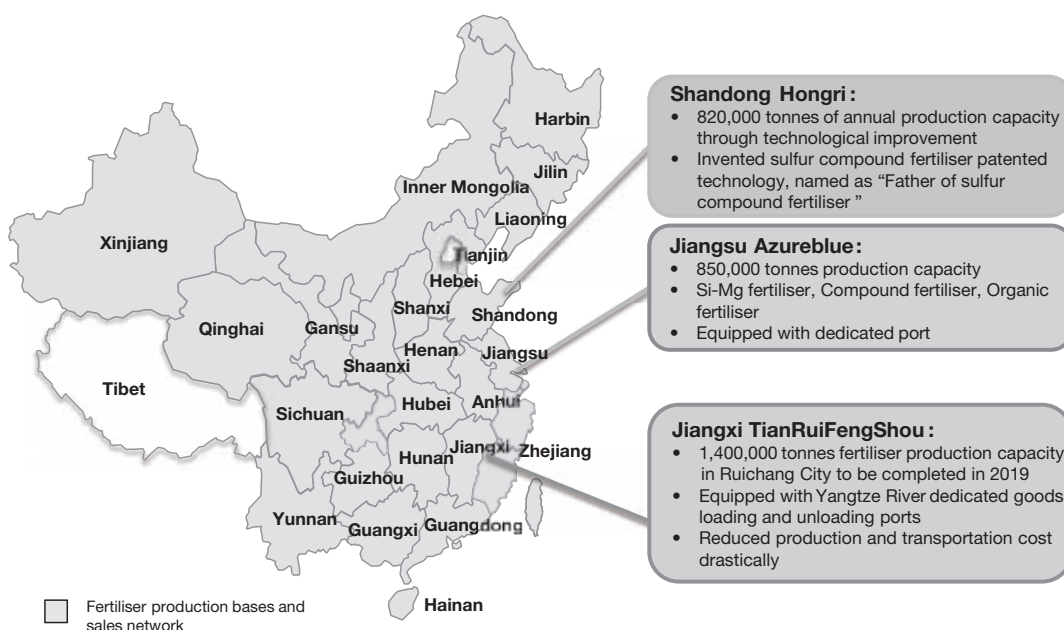 Harbin
Jilin
Inner Mongolia
Liaoning
Xinjiang
Tianjin
Hebei
Shanxi
Shandong
Qinghai
Gansu
Henan
Jiangsu
Shaanxi
Tibet
Hubei
Anhui
Sichuan
Jiangxi
Zhejiang
Hunan
Guizhou
Yunnan
Guangxi
Guangdong
Hainan
Shandong Hongri:
• 820,000 tonnes of annual production capacity
through technological improvement
• Invented sulfur compound fertiliser patented
technology, named as “Father of sulfur
compound fertiliser ”
Jiangsu Azureblue:
• 850,000 tonnes production capacity
• Si-Mg fertiliser, Compound fertiliser, Organic
fertiliser
• Equipped with dedicated port
Jiangxi TianRuiFengShou:
• 1,400,000 tonnes fertiliser production capacity
in Ruichang City to be completed in 2019
• Equipped with Yangtze River dedicated goods
loading and unloading ports
• Reduced production and transportation cost
drastically
Fertiliser production bases and
sales network